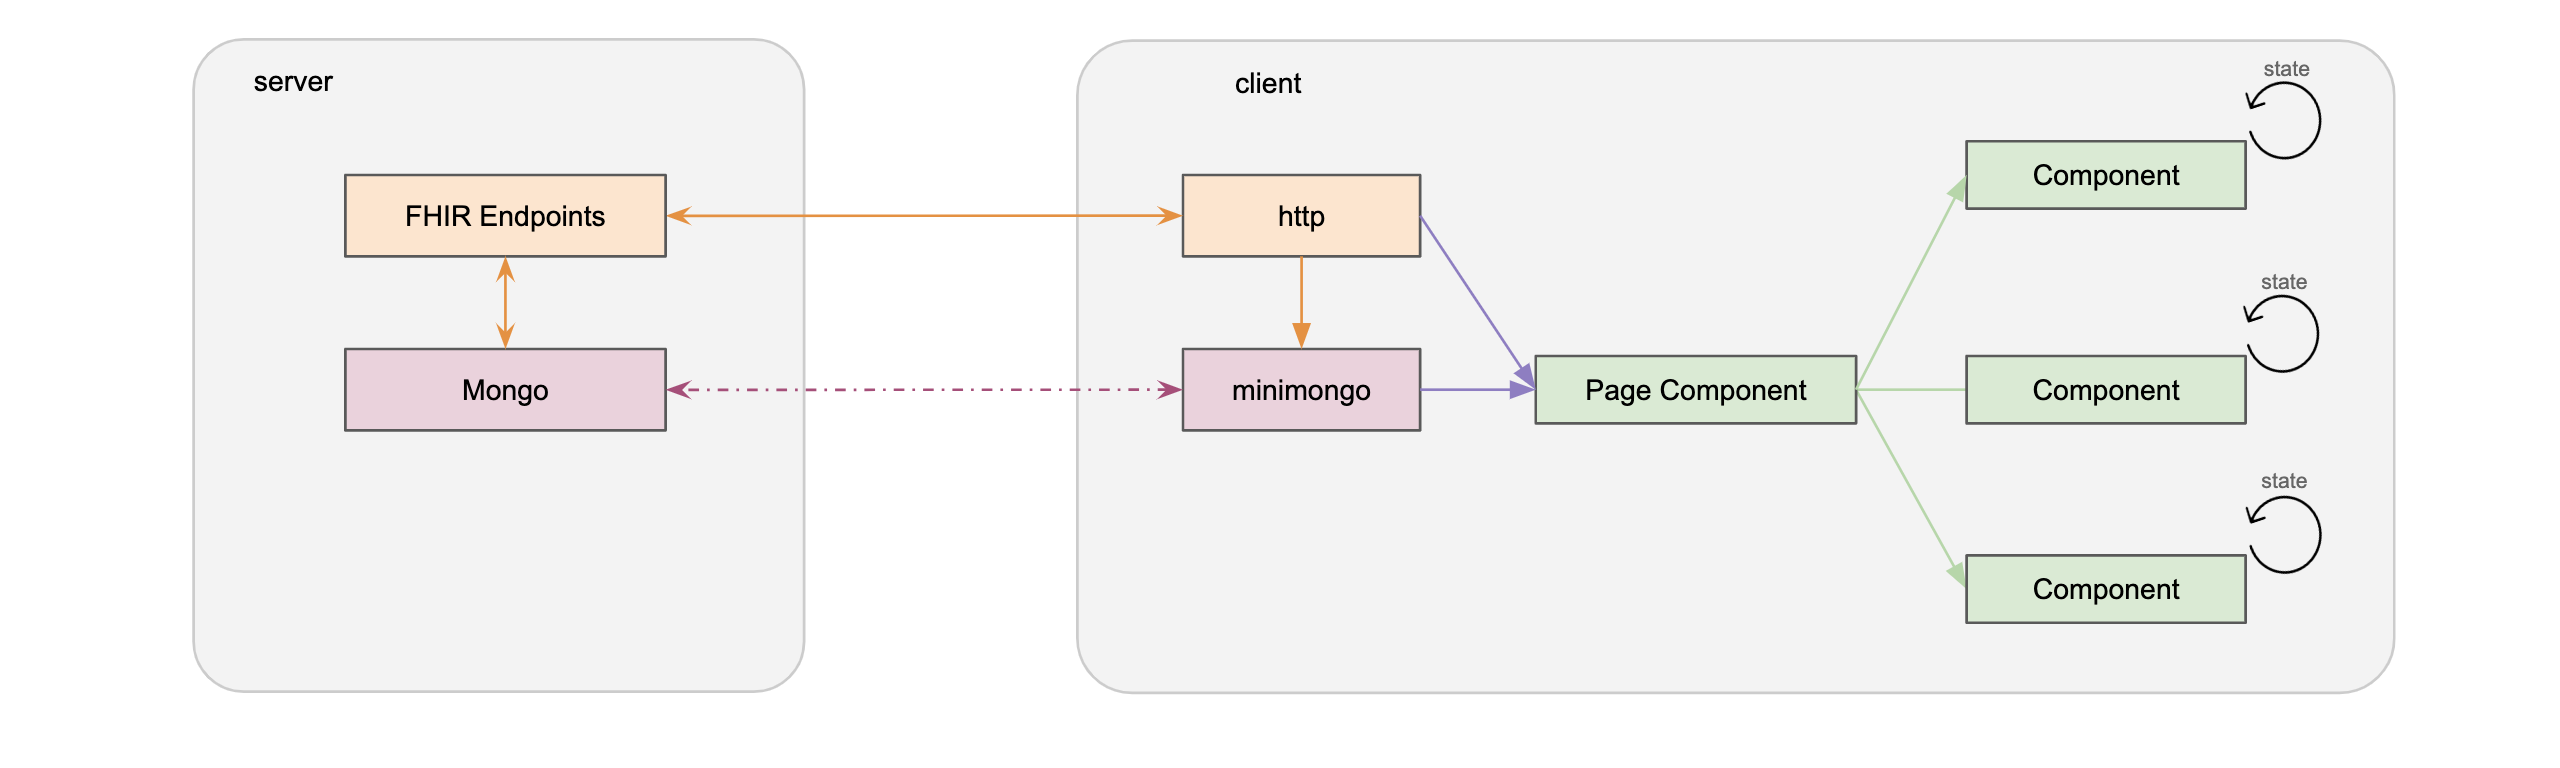 server
FHIR Endpoints
Mongo
client
http
minimongo
Page Component
state
Component
state
Component
state
Component